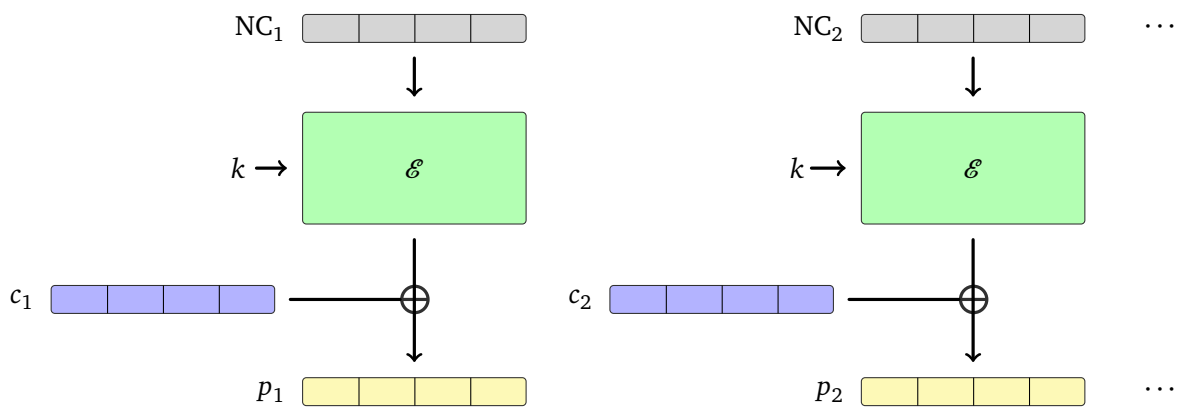 NC₁ NC₂ ⋯
k ℰ k ℰ
c₁ c₂
p₁ p₂ ⋯